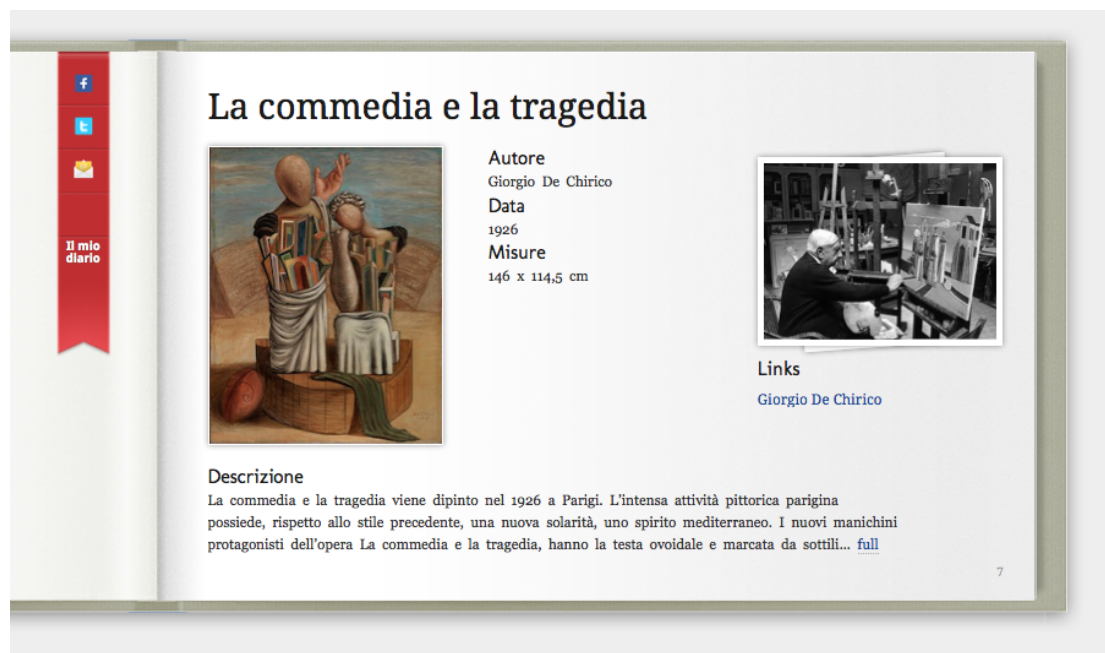 Il mio
diario
La commedia e la tragedia
Autore
Giorgio De Chirico
Data
1926
Misure
146 x 114,5 cm
Links
Giorgio De Chirico
Descrizione
La commedia e la tragedia viene dipinto nel 1926 a Parigi. L'intensa attività pittorica parigina
possiede, rispetto allo stile precedente, una nuova solarità, uno spirito mediterraneo. I nuovi manichini
protagonisti dell'opera La commedia e la tragedia, hanno la testa ovoidale e marcata da sottili... full
7